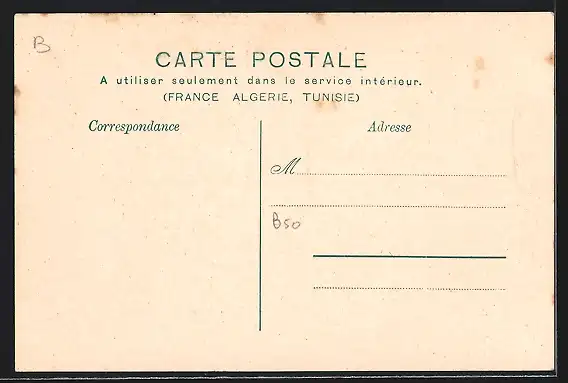 B
CARTE POSTALE
A utiliser seulement dans le service intérieur.
(FRANCE ALGERIE, TUNISIE)
Correspondance
Adresse
M
B50